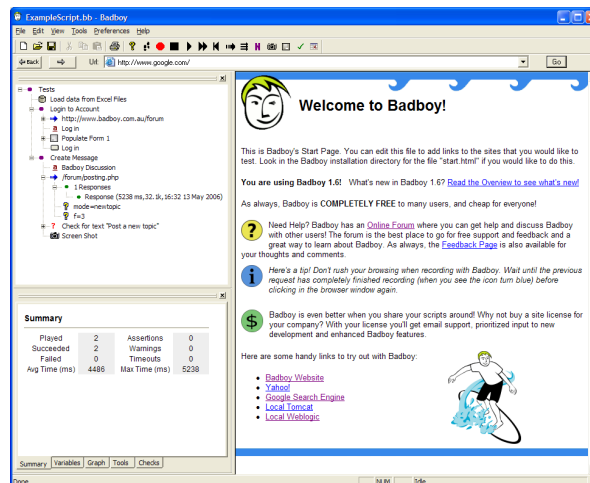 ExampleScript.bb - Badboy
File Edit View Tools Preferences Help
Back Url http://www.google.com/ Go
Tests
Load data from Excel Files
Login to Account
http://www.badboy.com.au/forum
Log in
Populate Form 1
Log in
Create Message
Badboy Discussion
/forum/posting.php
1 Responses
Response (5238 ms,32.1k,16:32 13 May 2006)
mode=newtopic
f=3
Check for text "Post a new topic"
Screen Shot
Summary
Played 2 Assertions 0
Succeeded 2 Warnings 0
Failed 0 Timeouts 0
Avg Time (ms) 4486 Max Time (ms) 5238
Summary Variables Graph Tools Checks
Welcome to Badboy!
This is Badboy's Start Page. You can edit this file to add links to the sites that you would like to
test. Look in the Badboy installation directory for the file "start.html" if you would like to do this.
You are using Badboy 1.6! What's new in Badboy 1.6? Read the Overview to see what's new!
As always, Badboy is COMPLETELY FREE to many users, and cheap for everyone!
Need Help? Badboy has an Online Forum where you can get help and discuss Badboy
with other users! The forum is the best place to go for free support and feedback and a
great way to learn about Badboy. As always, the Feedback Page is also available for
your thoughts and comments.
Here's a tip! Don't rush your browsing when recording with Badboy. Wait until the previous
request has completely finished recording (when you see the icon turn blue) before
clicking in the browser window again.
Badboy is even better when you share your scripts around! Why not buy a site license for
your company? With your license you'll get email support, prioritized input to new
development and enhanced Badboy features.
Here are some handy links to try out with Badboy:
Badboy Website
Yahoo!
Google Search Engine
Local Tomcat
Local Weblogic
Done NUM Idle